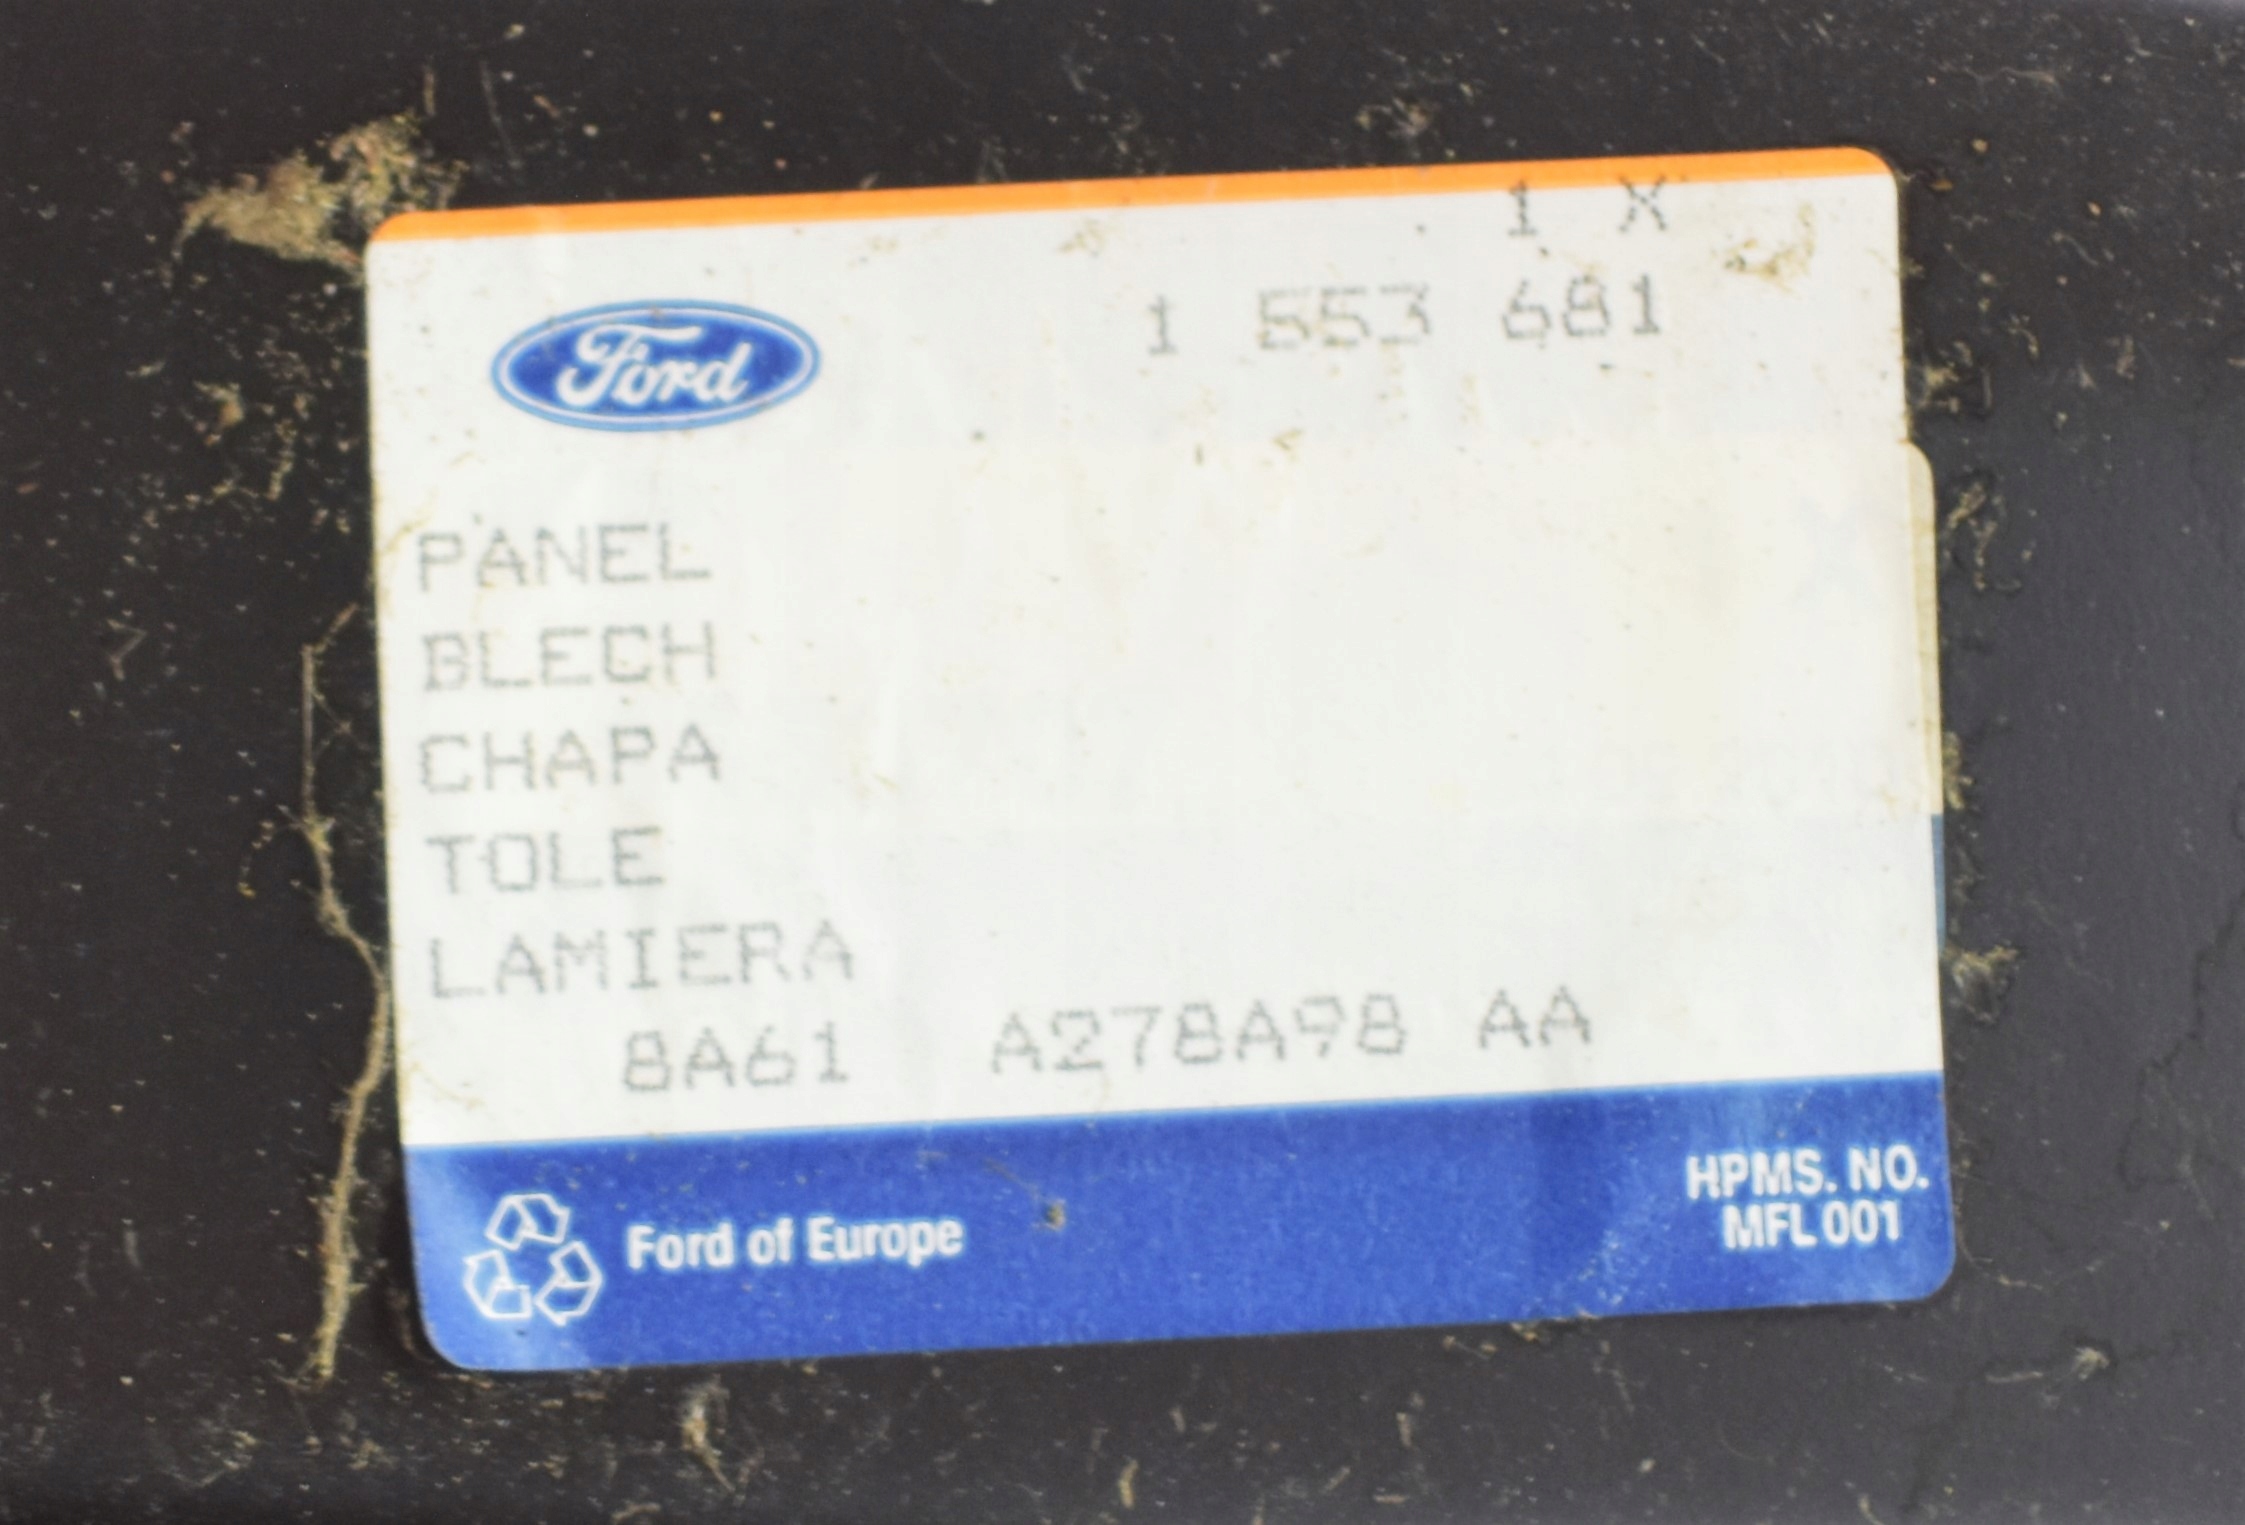 1 X
1 553 681
Ford
PANEL
BLECH
CHAPA
TOLE
LAMIERA
8A61 A278A98 AA
Ford of Europe
HPMS. NO.
MFL 001